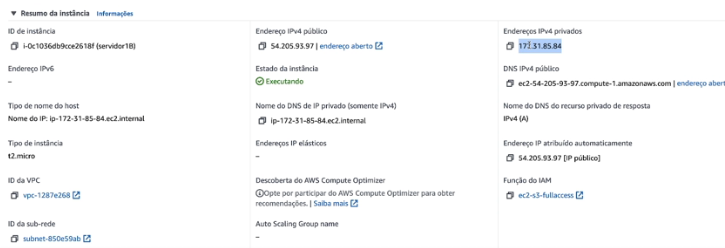 ▼ Resumo da instância Informações
ID de instância
i-0c1036db9cce2618f (servidor1B)
Endereço IPv4 público
54.205.93.97 | endereço aberto
Endereços IPv4 privados
172.31.85.84
Endereço IPv6
–
Estado da instância
Executando
DNS IPv4 público
ec2-54-205-93-97.compute-1.amazonaws.com | endereço abert
Tipo de nome do host
Nome do IP: ip-172-31-85-84.ec2.internal
Nome do DNS de IP privado (somente IPv4)
ip-172-31-85-84.ec2.internal
Nome do DNS do recurso privado de resposta
IPv4 (A)
Tipo de instância
t2.micro
Endereços IP elásticos
–
Endereço IP atribuído automaticamente
54.205.93.97 [IP público]
ID da VPC
vpc-1287e268
Descoberta do AWS Compute Optimizer
Opte por participar do AWS Compute Optimizer para obter
recomendações. | Saiba mais
Função do IAM
ec2-s3-fullaccess
ID da sub-rede
subnet-850e59ab
Auto Scaling Group name
–